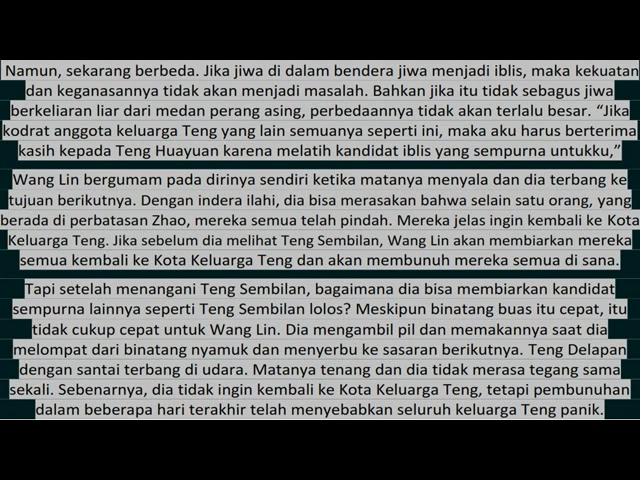 Namun, sekarang berbeda. Jika jiwa di dalam bendera jiwa menjadi iblis, maka kekuatan
dan keganasannya tidak akan menjadi masalah. Bahkan jika itu tidak sebagus jiwa
berkeliaran liar dari medan perang asing, perbedaannya tidak akan terlalu besar. “Jika
kodrat anggota keluarga Teng yang lain semuanya seperti ini, maka aku harus berterima
kasih kepada Teng Huayuan karena melatih kandidat iblis yang sempurna untukku,”
Wang Lin bergumam pada dirinya sendiri ketika matanya menyala dan dia terbang ke
tujuan berikutnya. Dengan indera ilahi, dia bisa merasakan bahwa selain satu orang, yang
berada di perbatasan Zhao, mereka semua telah pindah. Mereka jelas ingin kembali ke Kota
Keluarga Teng. Jika sebelum dia melihat Teng Sembilan, Wang Lin akan membiarkan mereka
semua kembali ke Kota Keluarga Teng dan akan membunuh mereka semua di sana.
Tapi setelah menangani Teng Sembilan, bagaimana dia bisa membiarkan kandidat
sempurna lainnya seperti Teng Sembilan lolos? Meskipun binatang buas itu cepat, itu
tidak cukup cepat untuk Wang Lin. Dia mengambil pil dan memakannya saat dia
melompat dari binatang nyamuk dan menyerbu ke sasaran berikutnya. Teng Delapan
dengan santai terbang di udara. Matanya tenang dan dia tidak merasa tegang sama
sekali. Sebenarnya, dia tidak ingin kembali ke Kota Keluarga Teng, tetapi pembunuhan
dalam beberapa hari terakhir telah menyebabkan seluruh keluarga Teng panik.